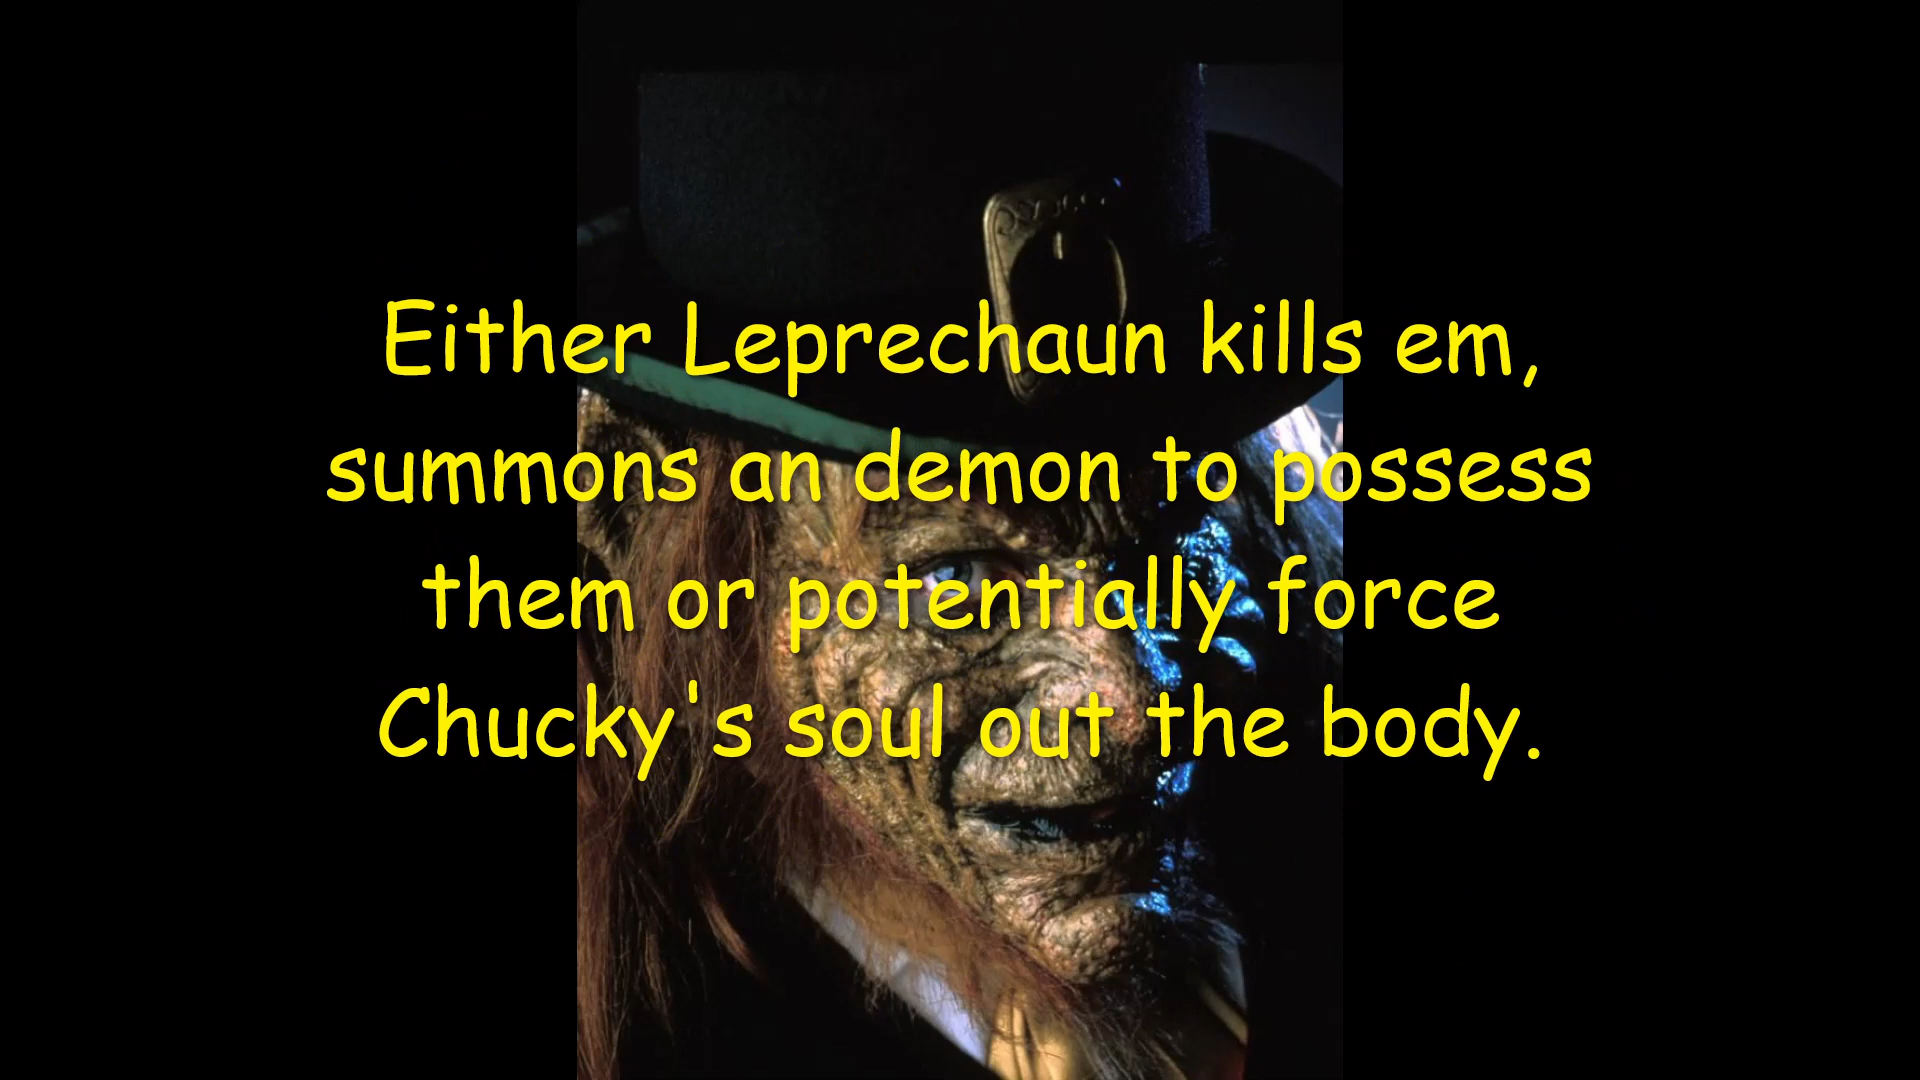 Either Leprechaun kills em,
summons an demon to possess
them or potentially force
Chucky's soul out the body.